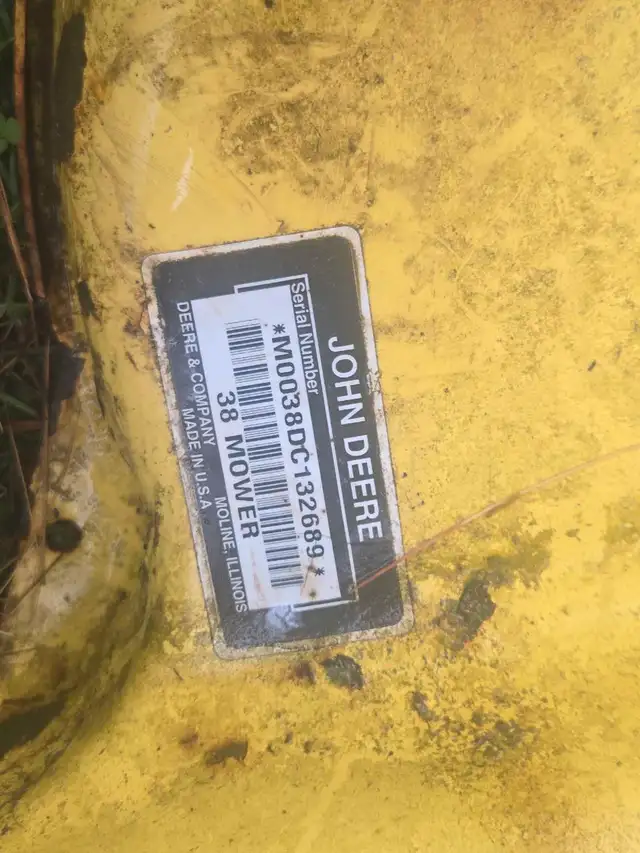 JOHN DEERE
Serial Number
*M0038DC132689*
38 MOWER
DEERE & COMPANY MOLINE, ILLINOIS
MADE IN U.S.A